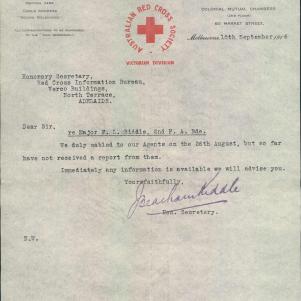 AUSTRALIAN RED CROSS SOCIETY
VICTORIAN DIVISION
COLONIAL MUTUAL CHAMBERS
60 MARKET STREET,
Melbourne 18th September
Honorary Secretary,
Red Cross Information Bureau,
Verco Buildings,
North Terrace,
ADELAIDE.
Dear Sir,
re Major F. L. Biddle, 2nd F. A. Bde.
We duly cabled to our Agents on the 26th August, but so far
have not received a report from them.
Immediately any information is available we will advise you.
Yours faithfully,
Hon. Secretary.